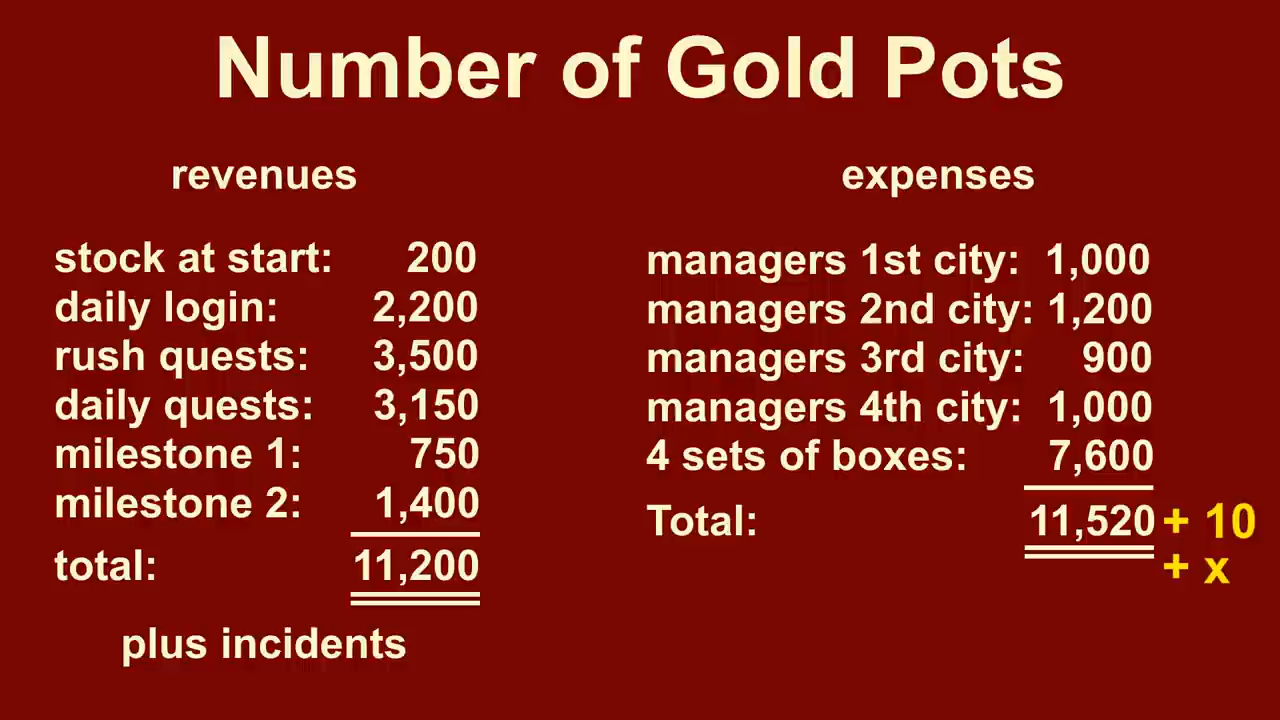 Number of Gold Pots
revenues
stock at start: 200
daily login: 2,200
rush quests: 3,500
daily quests: 3,150
milestone 1: 750
milestone 2: 1,400
total: 11,200
plus incidents
expenses
managers 1st city: 1,000
managers 2nd city: 1,200
managers 3rd city: 900
managers 4th city: 1,000
4 sets of boxes: 7,600
Total: 11,520 + 10
+ x